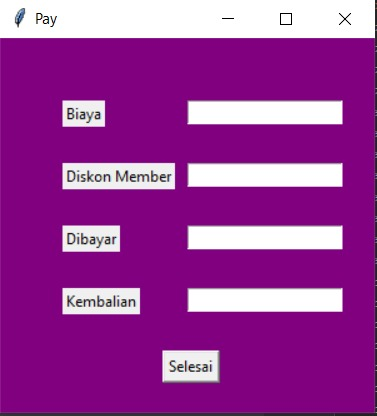 Pay
Biaya
Diskon Member
Dibayar
Kembalian
Selesai